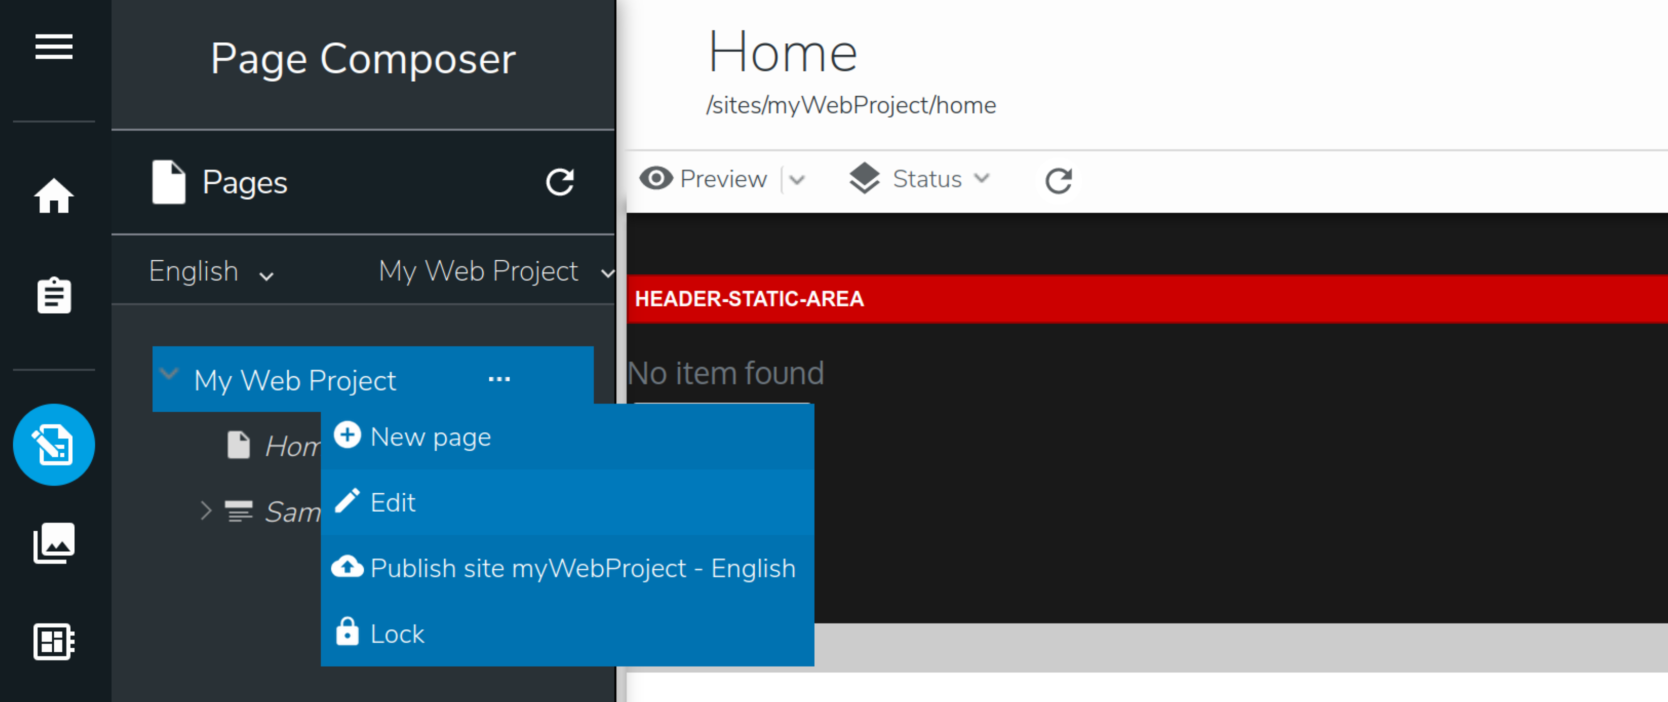 Page Composer
Pages
English
My Web Project
My Web Project
...
Hom
Sam
New page
Edit
Publish site myWebProject - English
Lock
Home
/sites/myWebProject/home
Preview
Status
HEADER-STATIC-AREA
No item found